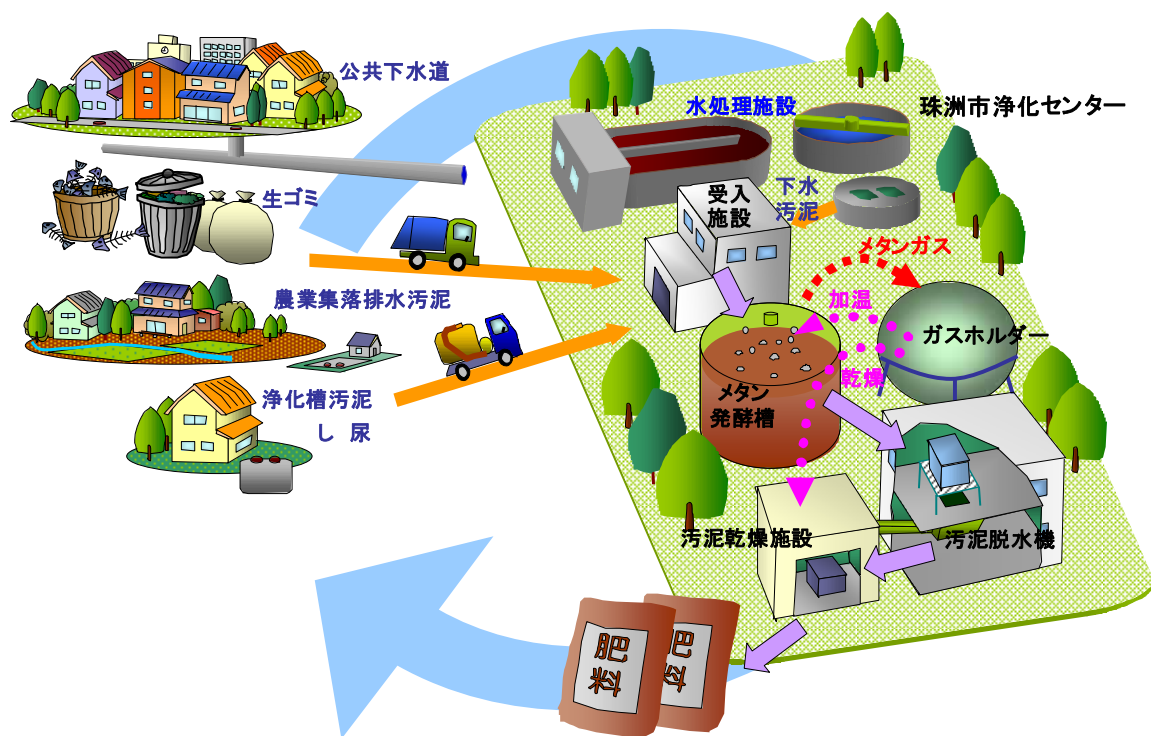 公共下水道
生ゴミ
農業集落排水汚泥
浄化槽汚泥
し 尿
水処理施設
珠洲市浄化センター
受入
施設
下水
汚泥
メタンガス
加温
ガスホルダー
乾燥
メタン
発酵槽
汚泥乾燥施設
汚泥脱水機
肥料
肥料